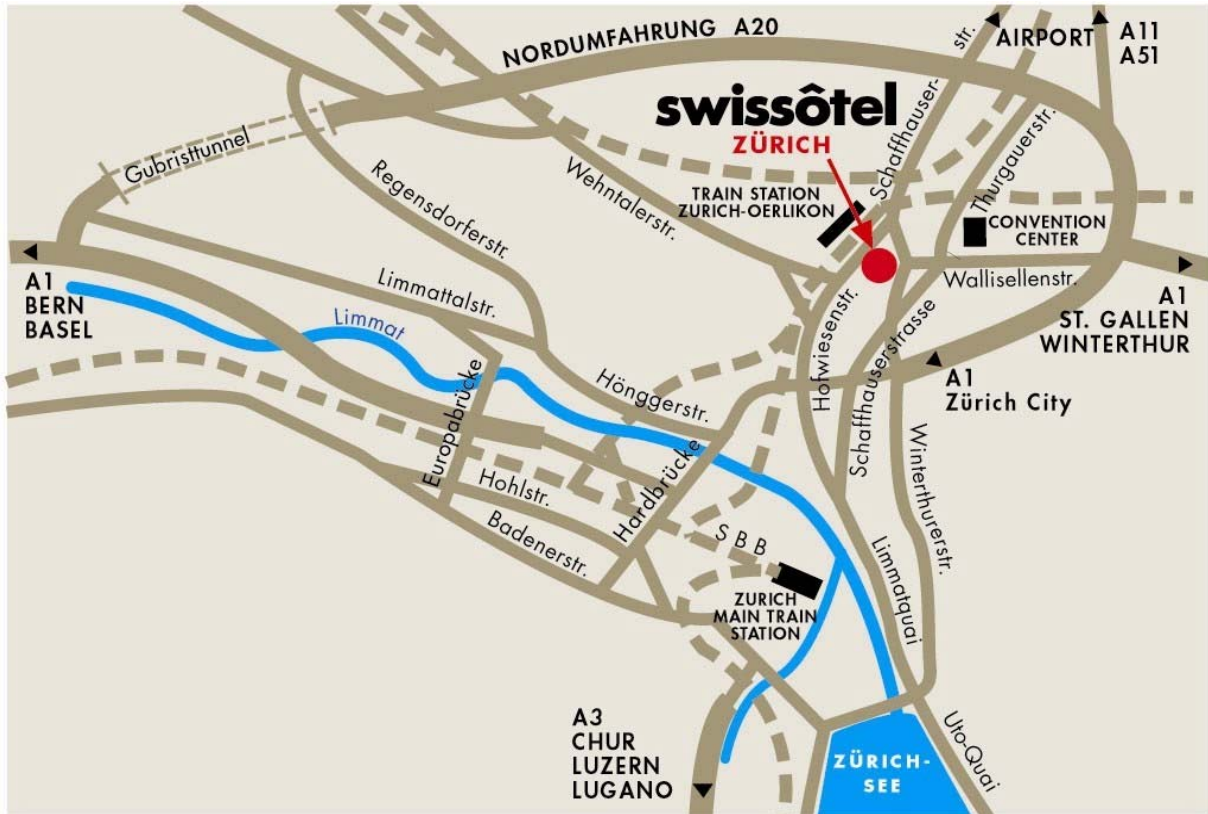 NORDUMFAHRUNG A20
str.
AIRPORT
A11
A51
swissôtel
ZÜRICH
Schaffhauser-
Thurgauerstr.
Gubristtunnel
Regensdorferstr.
Wehntalerstr.
TRAIN STATION
ZURICH-OERLIKON
CONVENTION
CENTER
Wallisellenstr.
A1
BERN
BASEL
Limmattalstr.
Limmat
A1
ST. GALLEN
WINTERTHUR
Hofwiesenstr.
Schaffhauserstrasse
A1
Zürich City
Hönggerstr.
Europabrücke
Hardbrücke
Schaffhauserstr.
Winterthurerstr.
Hohlstr.
Badenerstr.
SBB
Limmatquai
ZURICH
MAIN TRAIN
STATION
A3
CHUR
LUZERN
LUGANO
ZÜRICH-
SEE
Uto-Quai